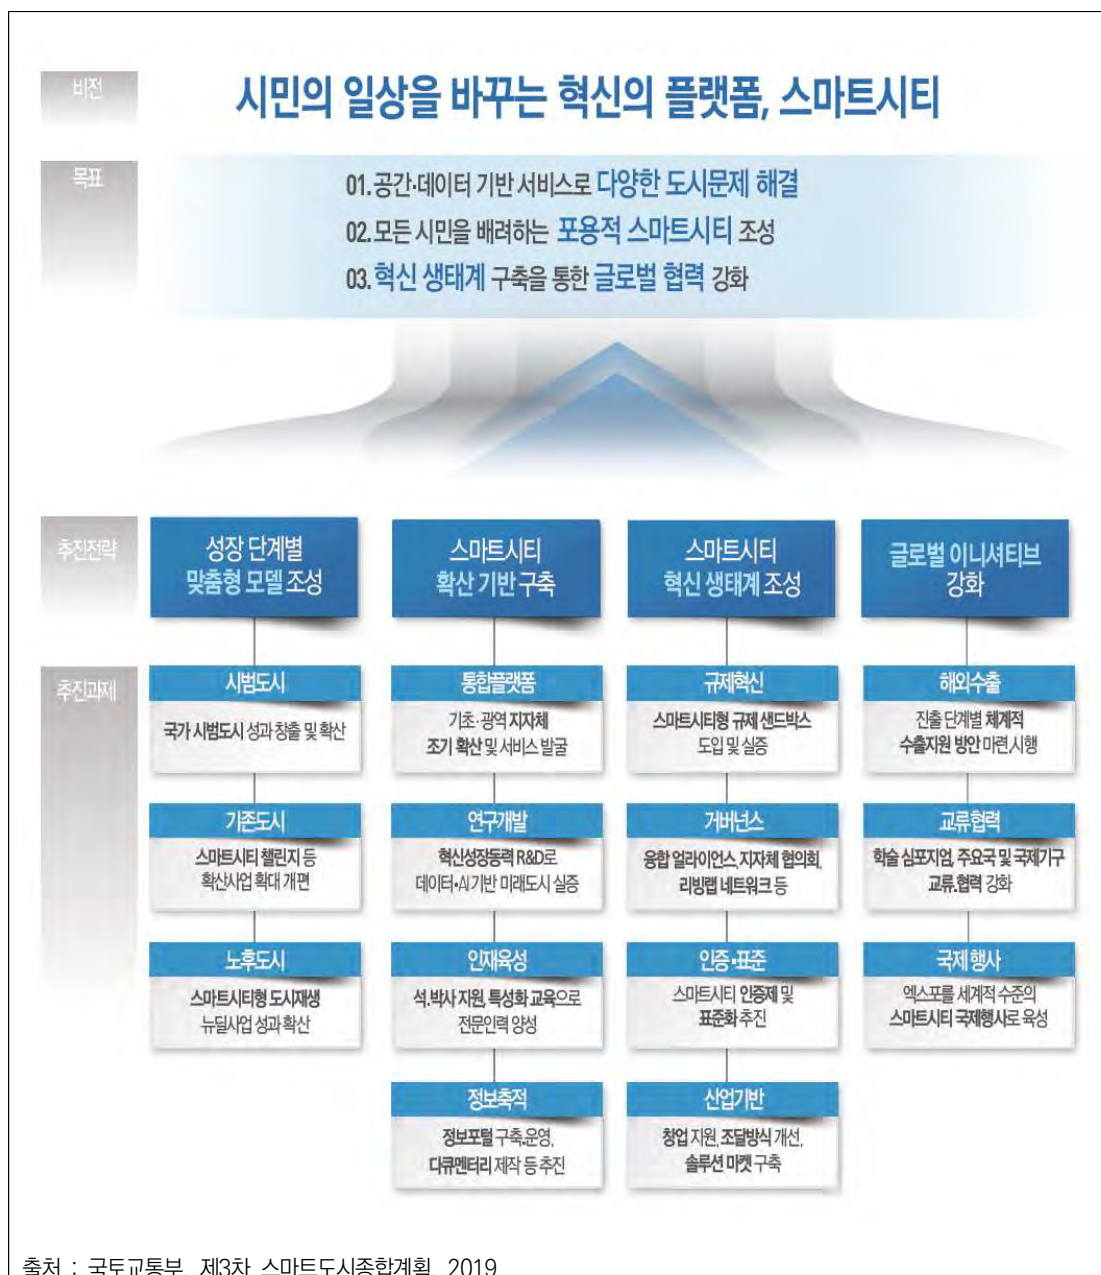 비전
시민의 일상을 바꾸는 혁신의 플랫폼, 스마트시티
목표
01. 공간·데이터 기반 서비스로 다양한 도시문제 해결
02. 모든 시민을 배려하는 포용적 스마트시티 조성
03. 혁신 생태계 구축을 통한 글로벌 협력 강화
추진전략
성장 단계별
맞춤형 모델 조성
스마트시티
확산 기반 구축
스마트시티
혁신 생태계 조성
글로벌 이니셔티브
강화
추진과제
시범도시
국가 시범도시 성과 창출 및 확산
기존도시
스마트시티 챌린지 등
확산사업 확대 개편
노후도시
스마트시티형 도시재생
뉴딜사업 성과 확산
통합플랫폼
기초·광역 지자체
조기 확산 및 서비스 발굴
연구개발
혁신성장동력 R&D로
데이터·AI기반 미래도시 실증
인재육성
석.박사 지원, 특성화 교육으로
전문인력 양성
정보축적
정보포털 구축.운영,
다큐멘터리 제작 등 추진
규제혁신
스마트시티형 규제 샌드박스
도입 및 실증
거버넌스
융합 얼라이언스, 지자체 협의회,
리빙랩 네트워크 등
인증·표준
스마트시티 인증제 및
표준화 추진
산업기반
창업 지원, 조달방식 개선,
솔루션 마켓 구축
해외수출
진출 단계별 체계적
수출지원 방안 마련.시행
교류협력
학술 심포지엄, 주요국 및 국제기구
교류.협력 강화
국제 행사
엑스포를 세계적 수준의
스마트시티 국제행사로 육성
출처 : 국토교통부, 제3차 스마트도시종합계획, 2019